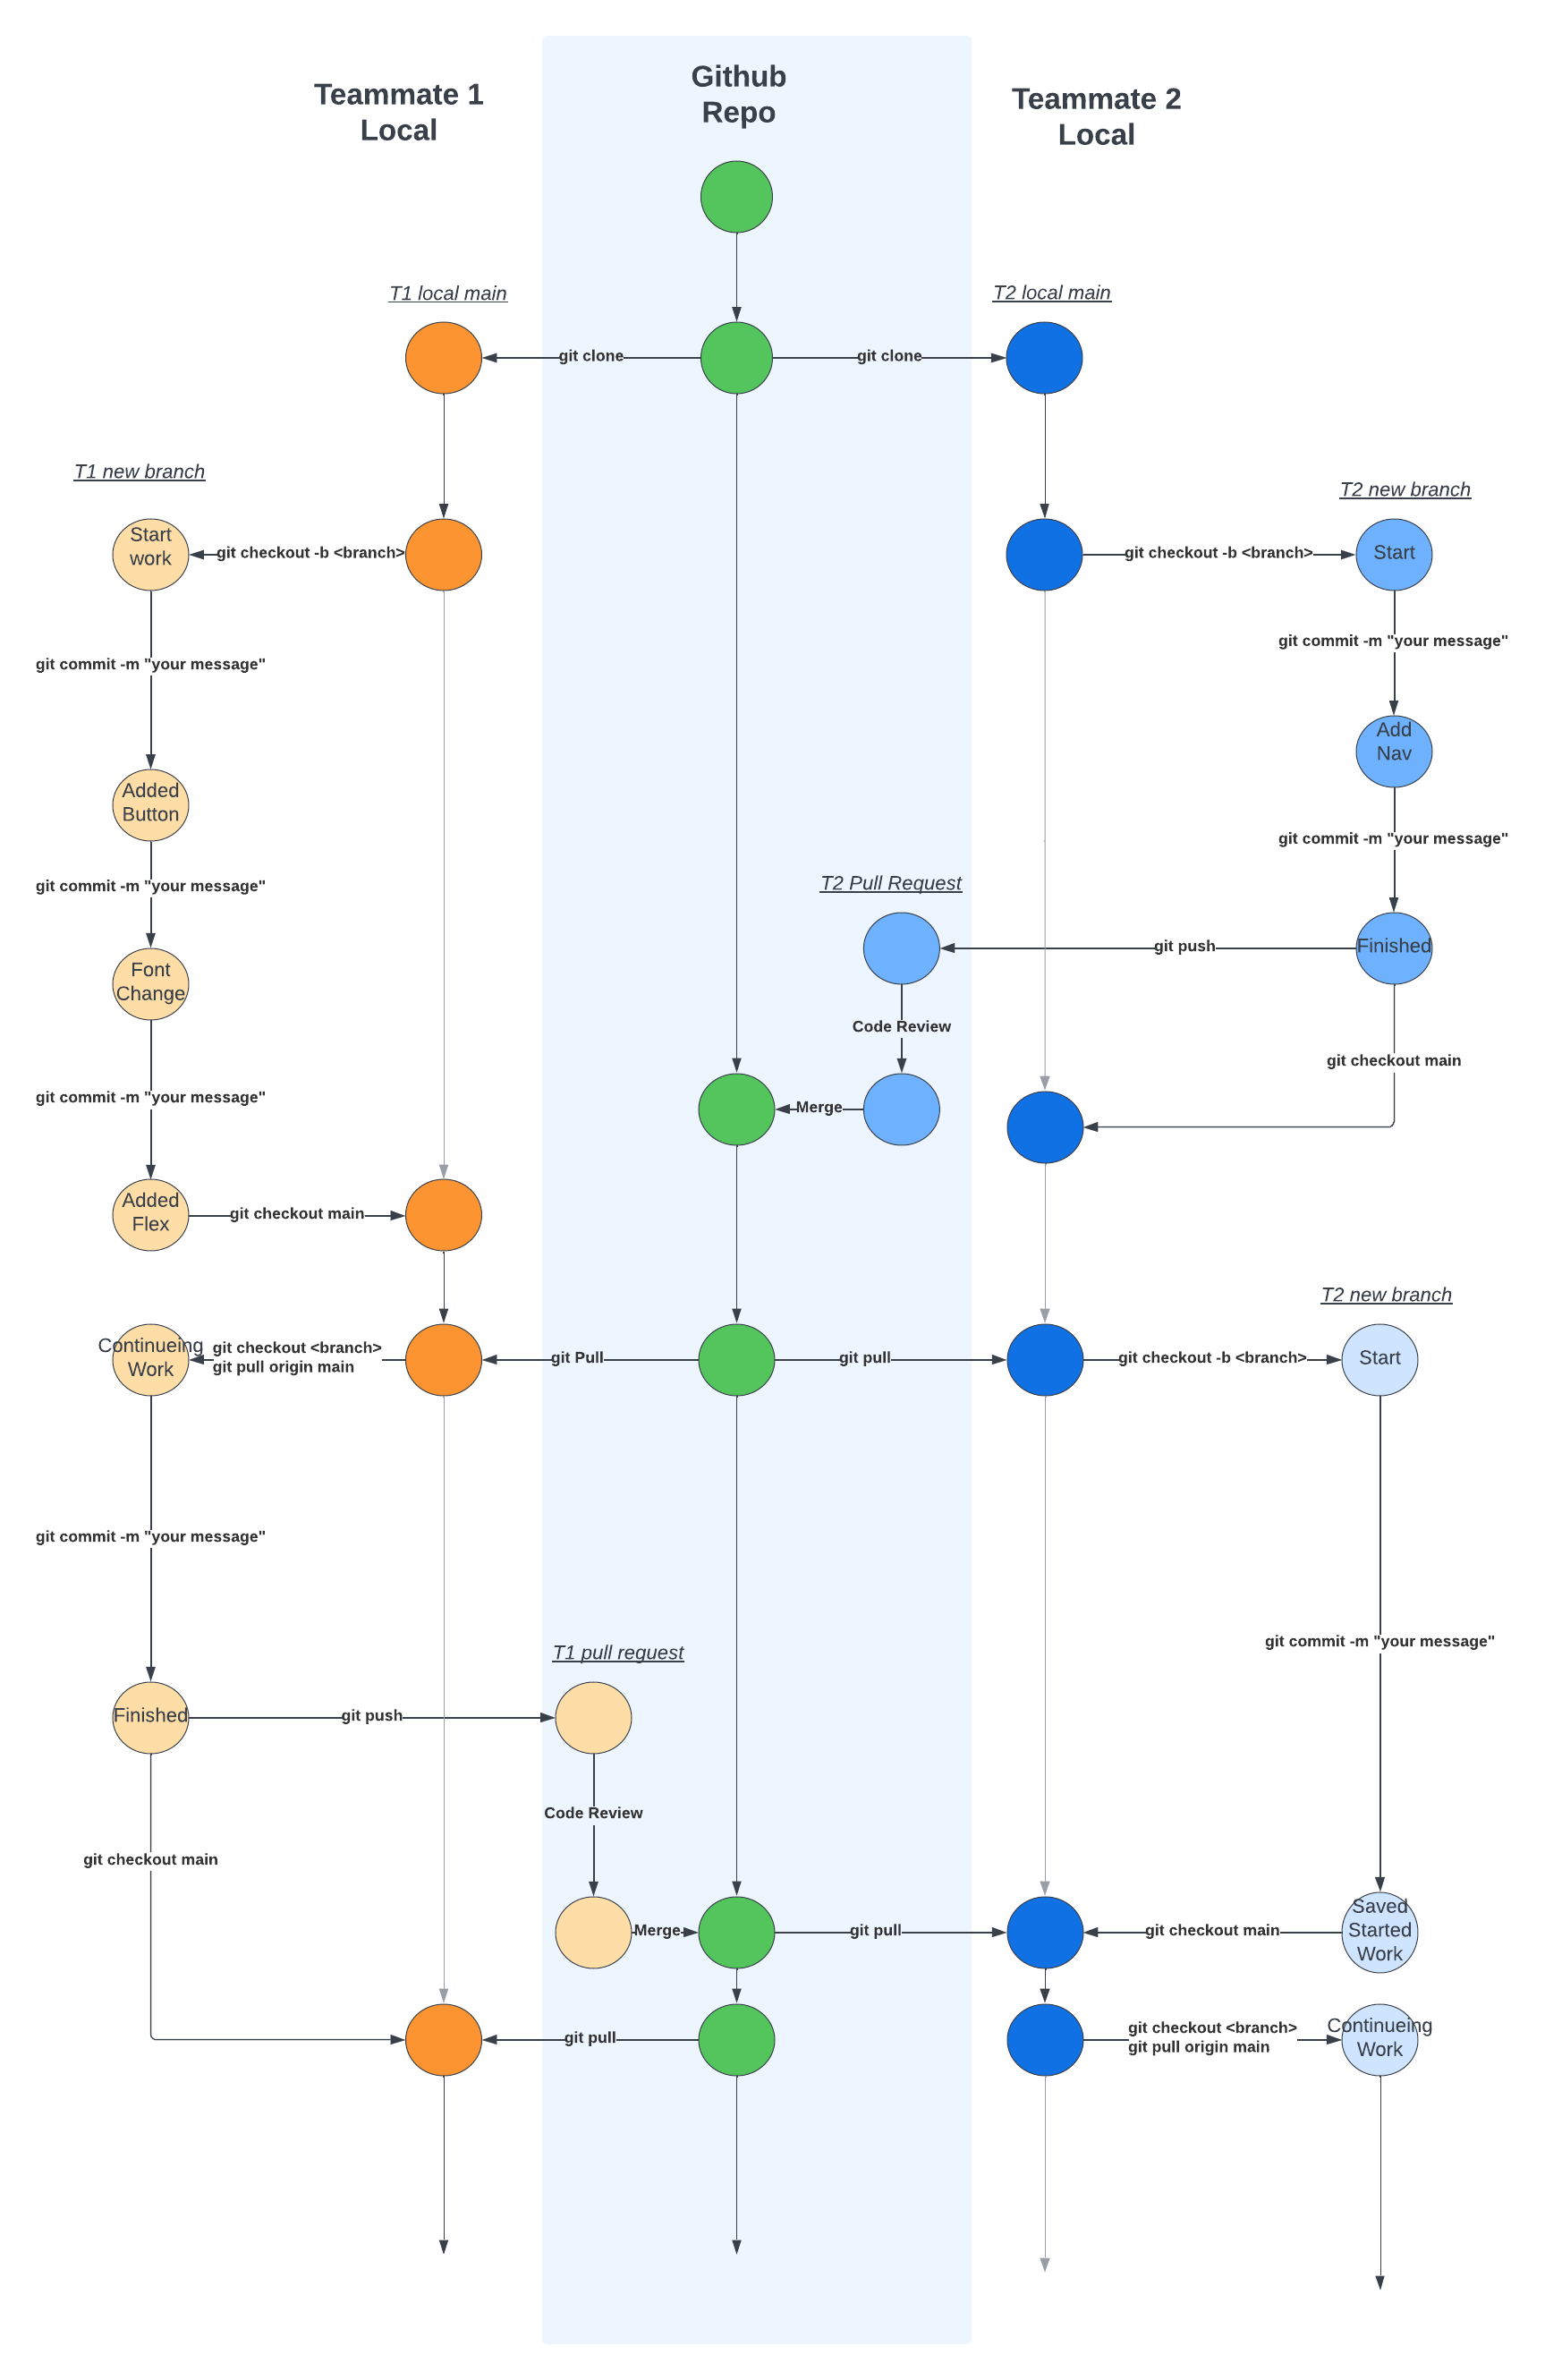 Github
Repo
Teammate 1
Local
Teammate 2
Local
T1 local main
T2 local main
git clone
git clone
T1 new branch
T2 new branch
Start
work
git checkout -b <branch>
git checkout -b <branch>
Start
git commit -m "your message"
git commit -m "your message"
Add
Nav
Added
Button
git commit -m "your message"
git commit -m "your message"
T2 Pull Request
Font
Change
git push
Finished
Code Review
git checkout main
git commit -m "your message"
Merge
Added
Flex
git checkout main
T2 new branch
Continueing
Work
git checkout <branch>
git pull origin main
git Pull
git pull
git checkout -b <branch>
Start
git commit -m "your message"
git commit -m "your message"
T1 pull request
Finished
git push
Code Review
git checkout main
Merge
git pull
git checkout main
Saved
Started
Work
git pull
git checkout <branch>
git pull origin main
Continueing
Work